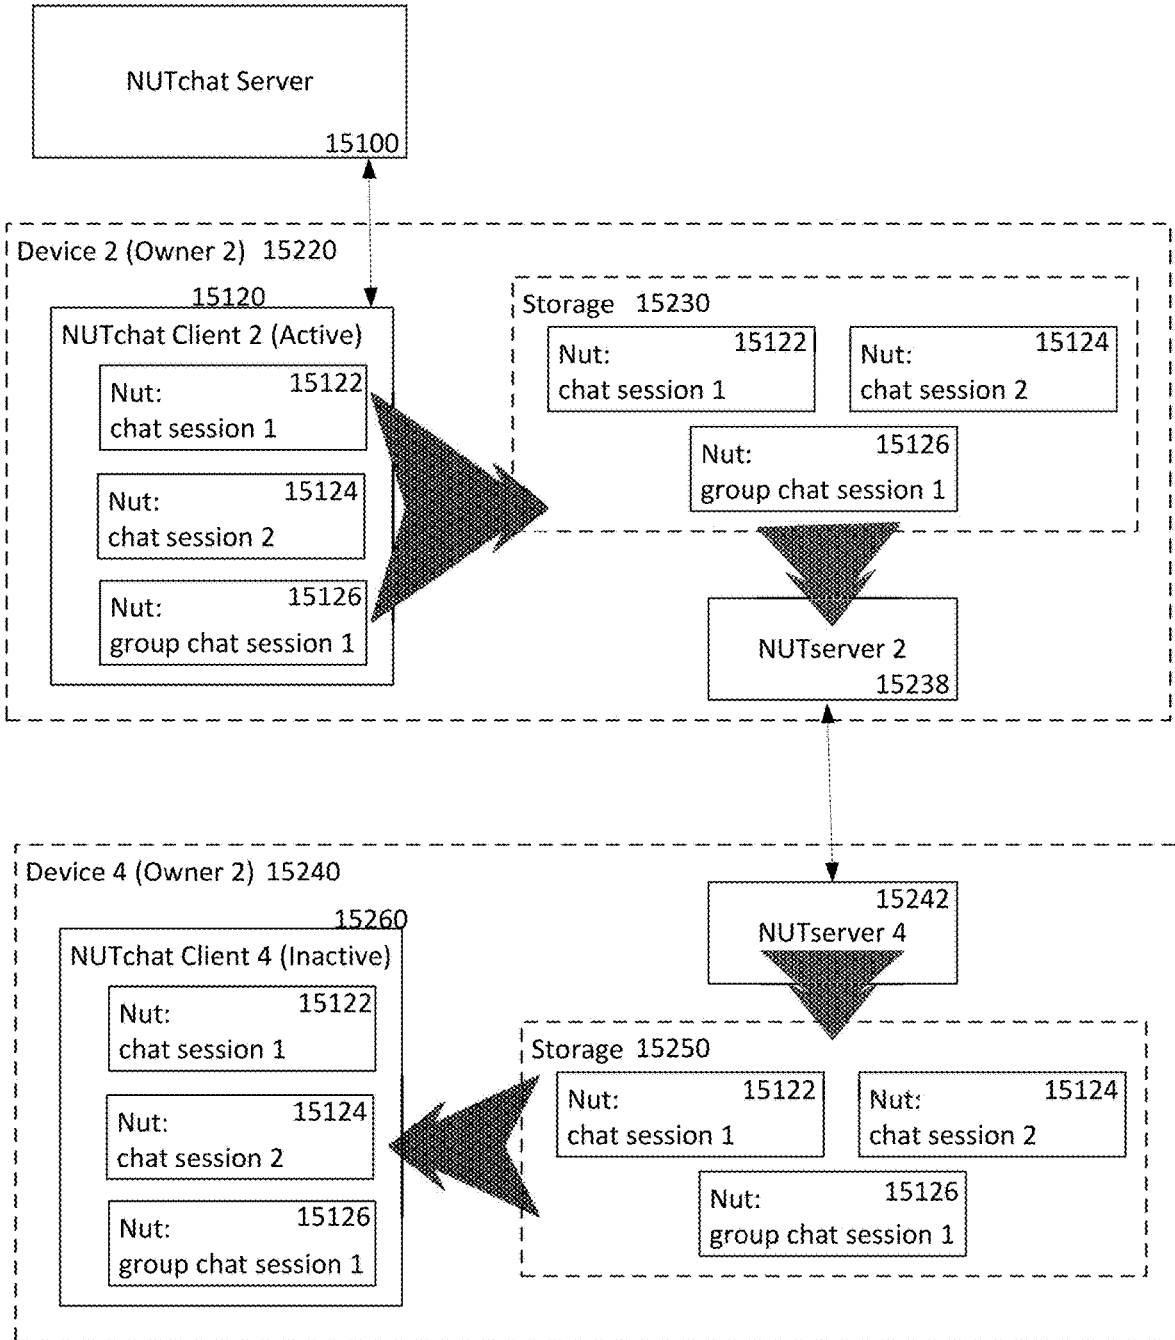 NUTchat Server
15100
Device 2 (Owner 2) 15220
15120
NUTchat Client 2 (Active)
Nut: 15122
chat session 1
Nut: 15124
chat session 2
Nut: 15126
group chat session 1
Storage 15230
Nut: 15122
chat session 1
Nut: 15124
chat session 2
Nut: 15126
group chat session 1
NUTserver 2
15238
Device 4 (Owner 2) 15240
15260
NUTchat Client 4 (Inactive)
Nut: 15122
chat session 1
Nut: 15124
chat session 2
Nut: 15126
group chat session 1
15242
NUTserver 4
Storage 15250
Nut: 15122
chat session 1
Nut: 15124
chat session 2
Nut: 15126
group chat session 1